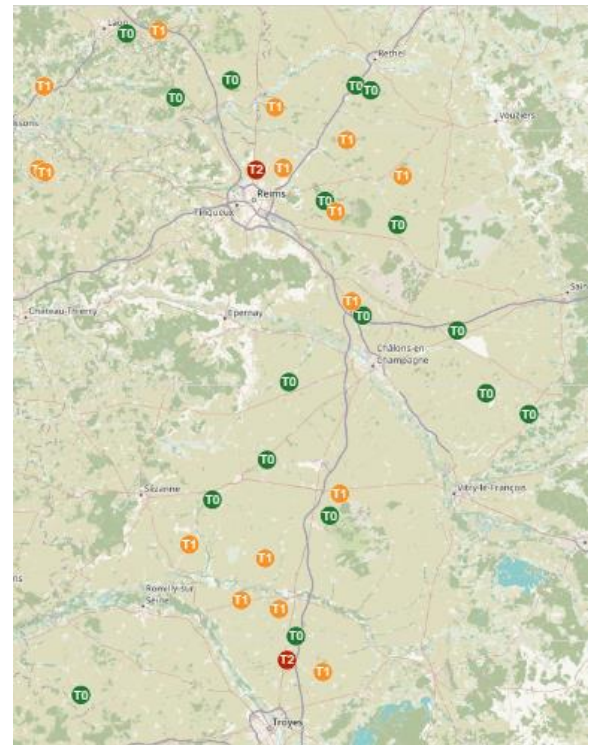 Laon
T0
T1
T0
Rethel
T1
T0
T0
T0
T1
Vouziers
T1
T2
T1
T1
T1
Reims
T0
T1
Tinqueux
T0
T1
T0
Château-Thierry
Epernay
T0
Châlons-en-
Champagne
T0
T0
T0
T0
Sézanne
T1
Vitry-le-François
T0
T0
T1
T1
Romilly-sur-
Seine
T1
T1
T0
T2
T1
T0
Troyes